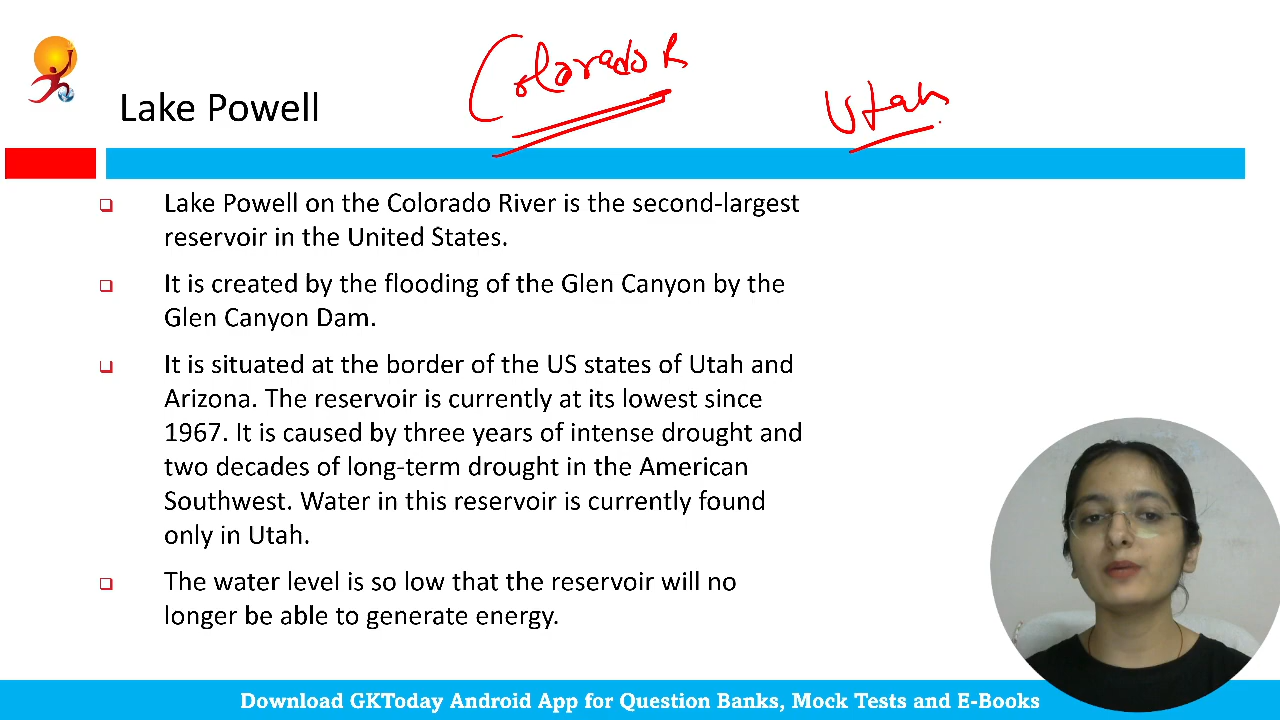 Colorado R
Utah
Lake Powell
Lake Powell on the Colorado River is the second-largest
reservoir in the United States.
It is created by the flooding of the Glen Canyon by the
Glen Canyon Dam.
It is situated at the border of the US states of Utah and
Arizona. The reservoir is currently at its lowest since
1967. It is caused by three years of intense drought and
two decades of long-term drought in the American
Southwest. Water in this reservoir is currently found
only in Utah.
The water level is so low that the reservoir will no
longer be able to generate energy.
Download GKToday Android App for Question Banks, Mock Tests and E-Books